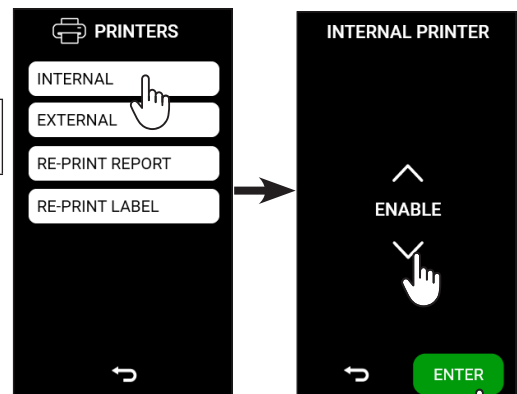 PRINTERS
INTERNAL
EXTERNAL
RE-PRINT REPORT
RE-PRINT LABEL
INTERNAL PRINTER
ENABLE
ENTER